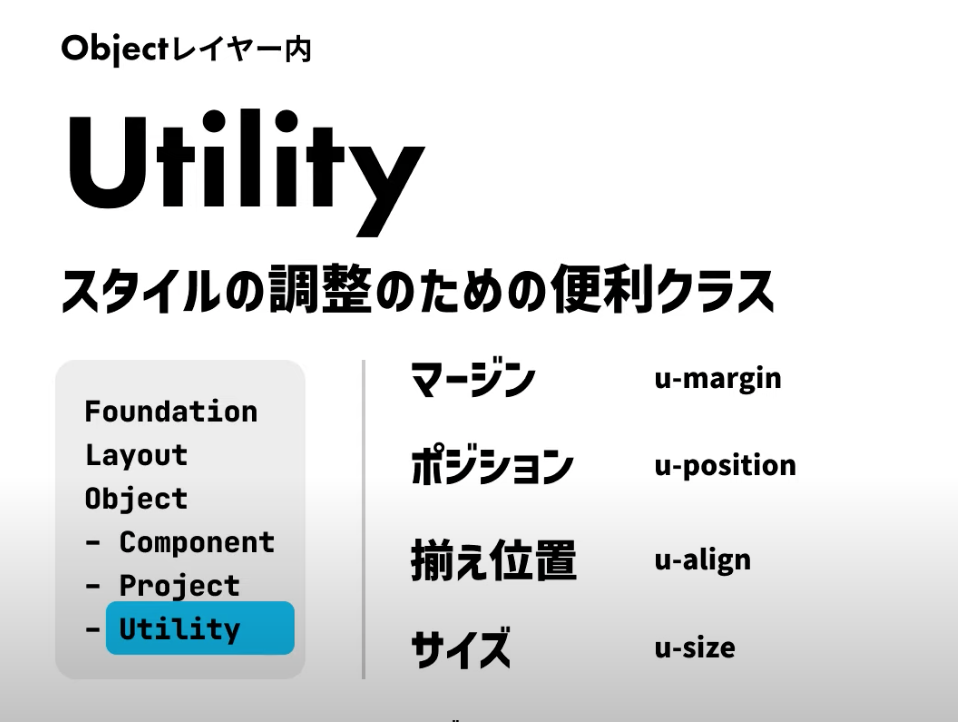 Objectレイヤー内
Utility
スタイルの調整のための便利クラス
Foundation
Layout
Object
- Component
- Project
- Utility
マージン u-margin
ポジション u-position
揃え位置 u-align
サイズ u-size